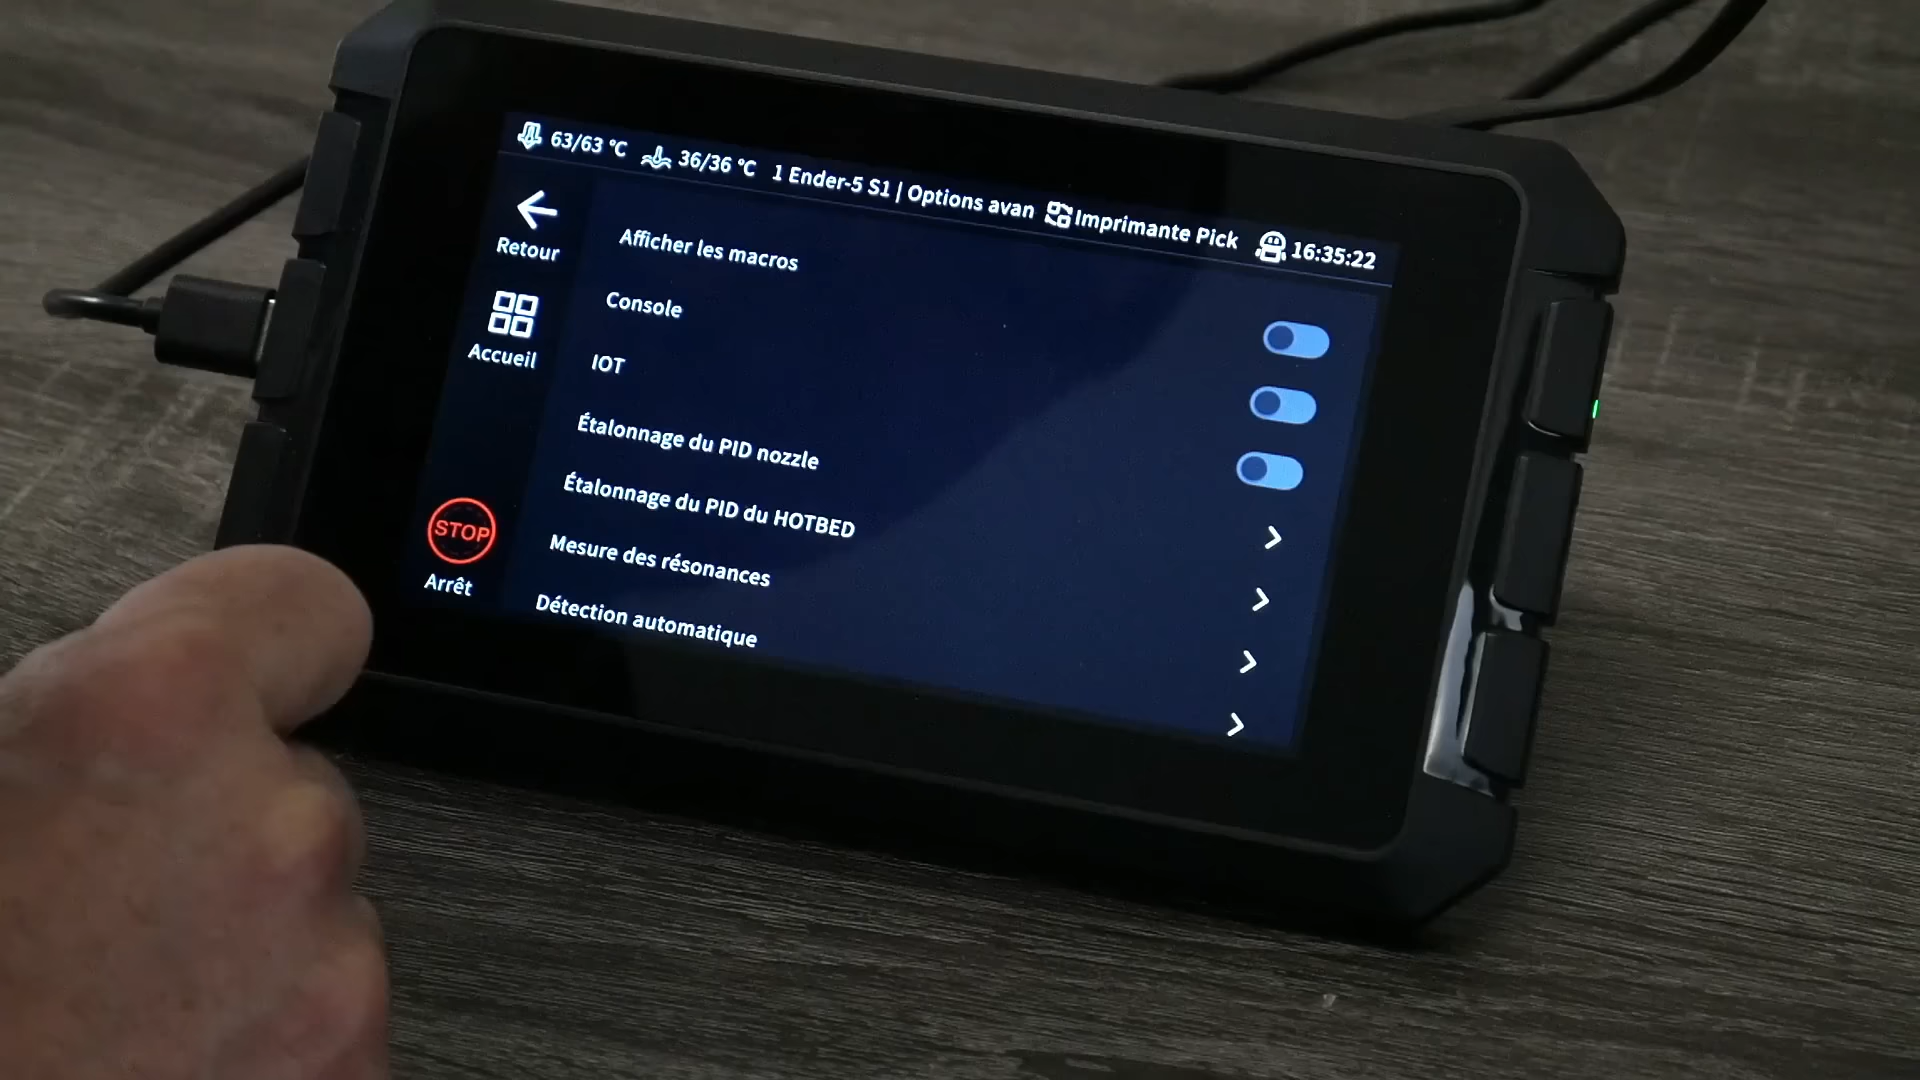 63/63 °C 36/36 °C 1 Ender-5 S1 | Options avan Imprimante Pick 16:35:22
Retour
Accueil
STOP
Arrêt
Afficher les macros
Console
IOT
Étalonnage du PID nozzle
Étalonnage du PID du HOTBED
Mesure des résonances
Détection automatique